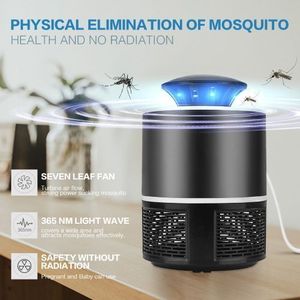 PHYSICAL ELIMINATION OF MOSQUITO
HEALTH AND NO RADIATION
SEVEN LEAF FAN
Turbine air flow,
strong power sucking mosquito
365nm
365 NM LIGHT WAVE
covers a wide area and
attracts mosquitoes effectively.
SAFETY WITHOUT
RADIATION
Pregnant and Baby can use